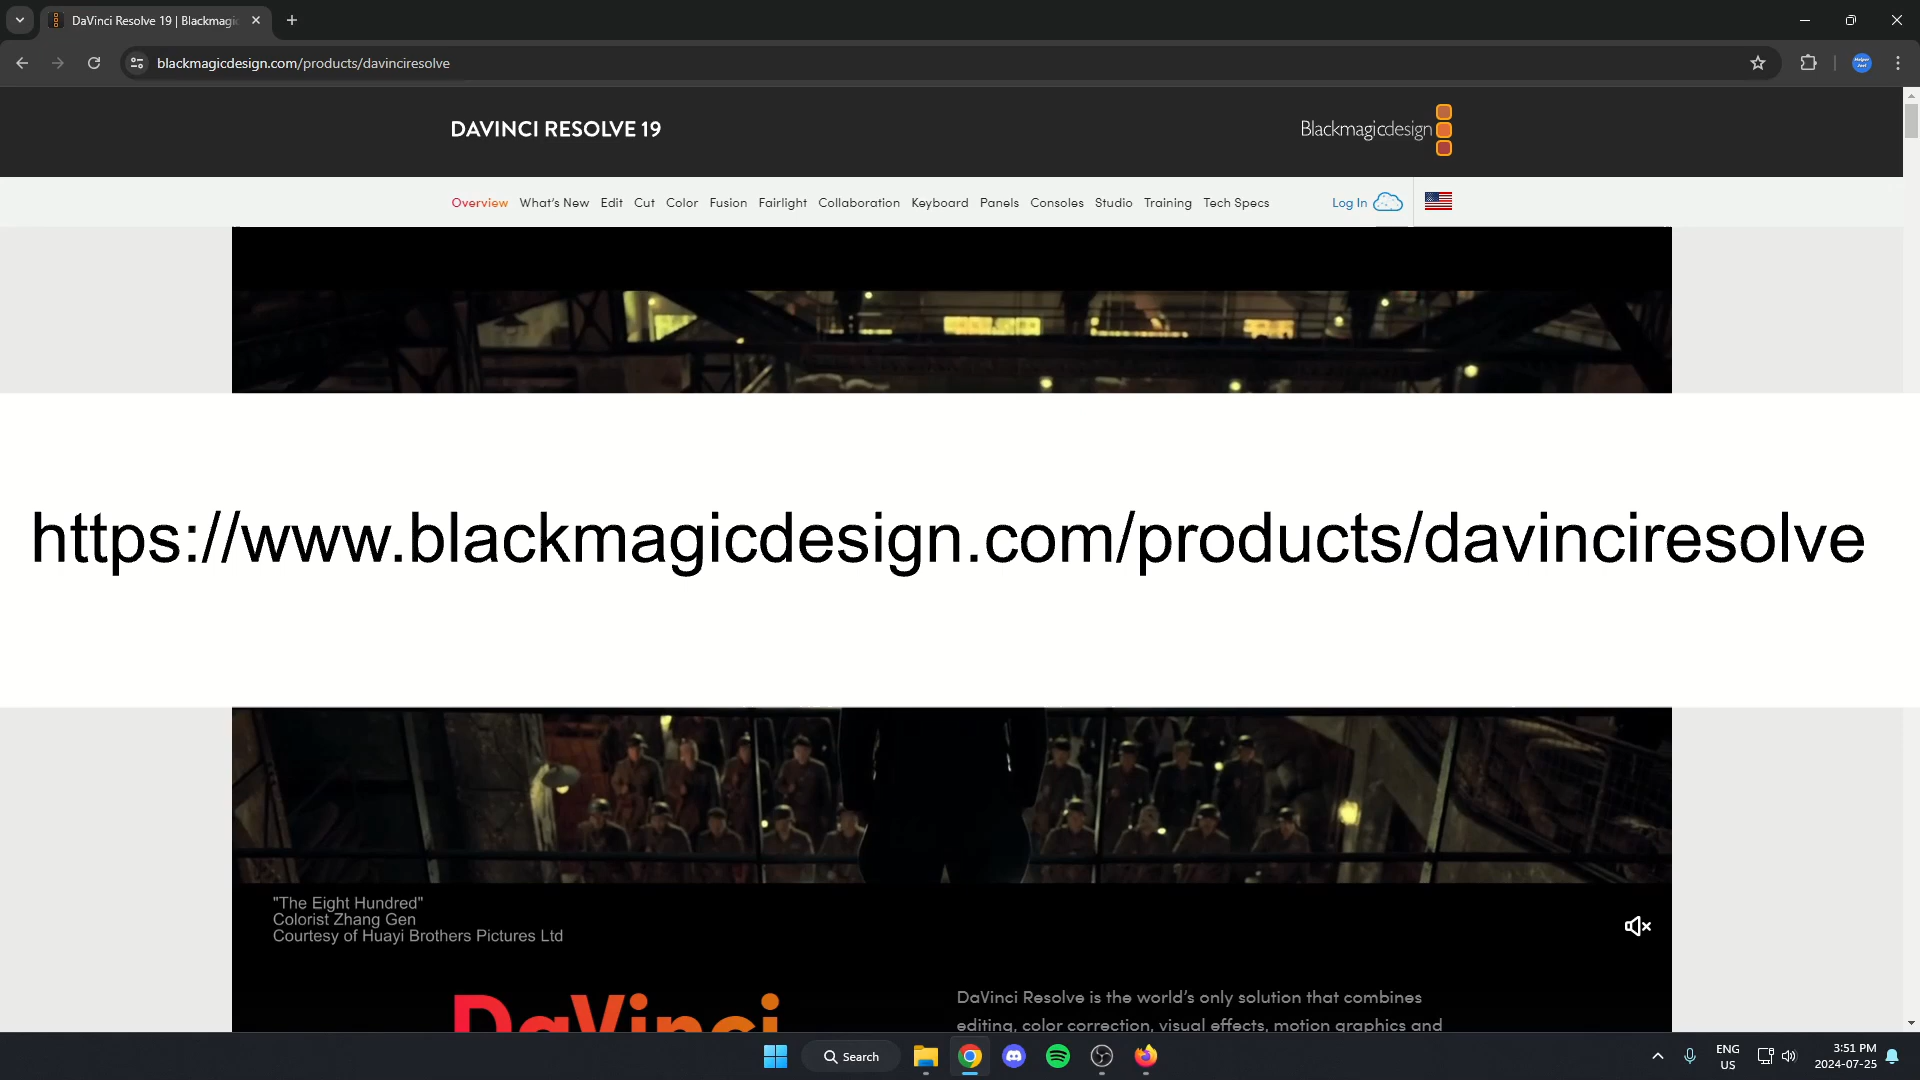 DaVinci Resolve 19 | Blackmagic
blackmagicdesign.com/products/davinciresolve
DAVINCI RESOLVE 19
Blackmagicdesign
Overview What's New Edit Cut Color Fusion Fairlight Collaboration Keyboard Panels Consoles Studio Training Tech Specs Log In
https://www.blackmagicdesign.com/products/davinciresolve
"The Eight Hundred"
Colorist Zhang Gen
Courtesy of Huayi Brothers Pictures Ltd
DaVinci
DaVinci Resolve is the world's only solution that combines
editing, color correction, visual effects, motion graphics and
Search
ENG
US
3:51 PM
2024-07-25